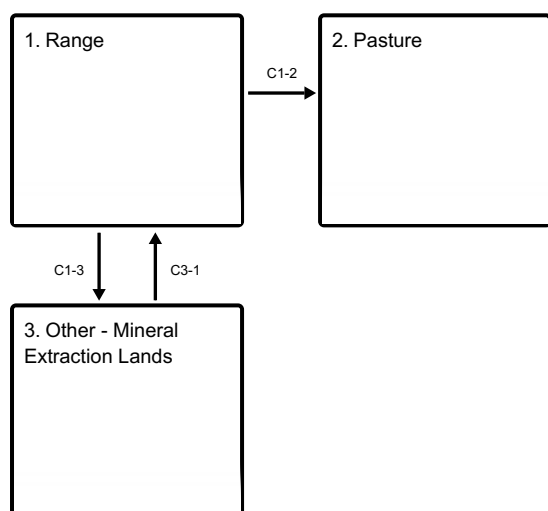 1. Range
2. Pasture
C1-2
C1-3
C3-1
3. Other - Mineral
Extraction Lands